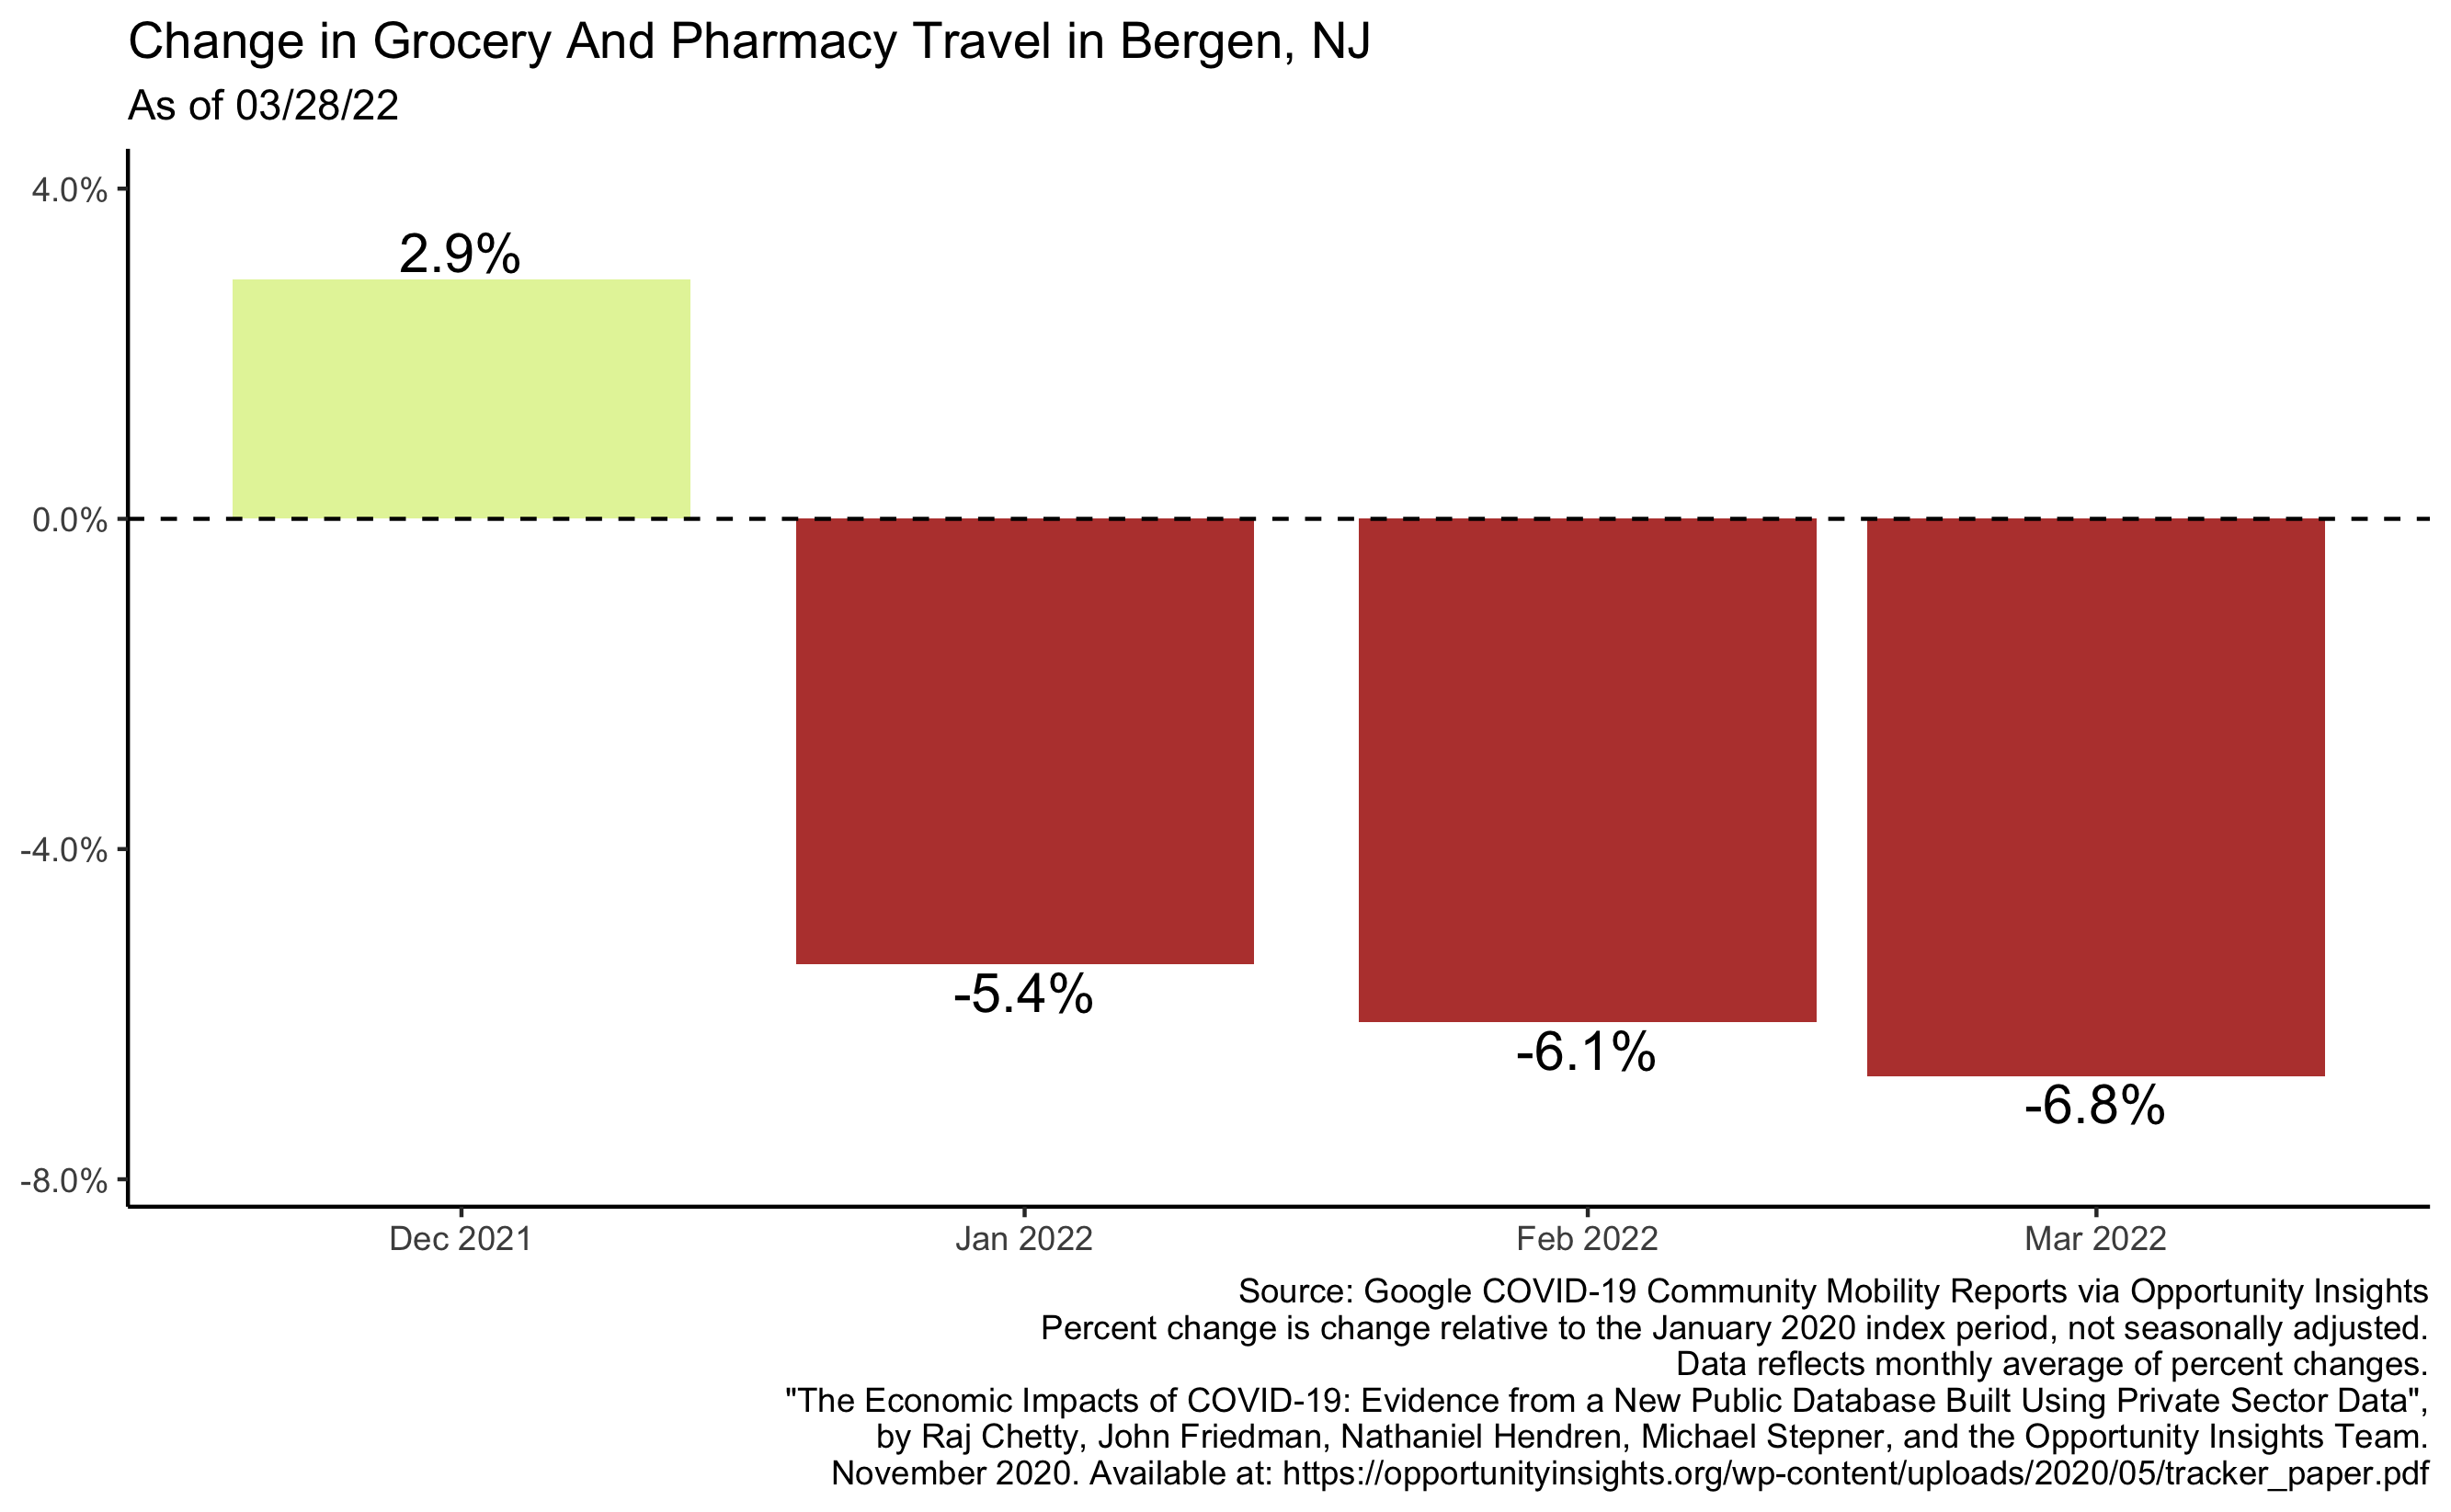 Change in Grocery And Pharmacy Travel in Bergen, NJ
As of 03/28/22
4.0%
2.9%
0.0%
-4.0%
-5.4%
-6.1%
-6.8%
-8.0%
Dec 2021
Jan 2022
Feb 2022
Mar 2022
Source: Google COVID-19 Community Mobility Reports via Opportunity Insights
Percent change is change relative to the January 2020 index period, not seasonally adjusted.
Data reflects monthly average of percent changes.
"The Economic Impacts of COVID-19: Evidence from a New Public Database Built Using Private Sector Data",
by Raj Chetty, John Friedman, Nathaniel Hendren, Michael Stepner, and the Opportunity Insights Team.
November 2020. Available at: https://opportunityinsights.org/wp-content/uploads/2020/05/tracker_paper.pdf